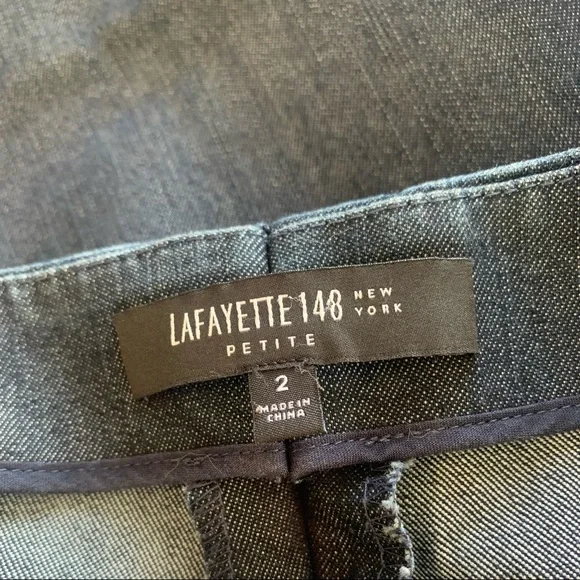 LAFAYETTE 148 NEW YORK
PETITE
2
MADE IN
CHINA